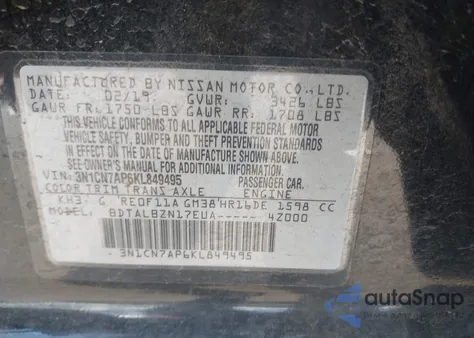 MANUFACTURED BY NISSAN MOTOR CO., LTD.
DATE: 02/19 GVWR: 3426 LBS
GAWR FR: 1750 LBS GAWR RR: 1708 LBS
THIS VEHICLE CONFORMS TO ALL APPLICABLE FEDERAL MOTOR
VEHICLE SAFETY, BUMPER AND THEFT PREVENTION STANDARDS
IN EFFECT ON THE DATE OF MANUFACTURE SHOWN ABOVE.
SEE OWNER'S MANUAL FOR ADDITIONAL INFORMATION.
VIN: 3N1CN7AP6KL849495 PASSENGER CAR
COLOR TRIM TRANS AXLE ENGINE
KH3 G RE0F11A GM38 HR16DE 1598 CC
MODEL: BDTALBZN17EUA----- 4Z000
3N1CN7AP6KL849495
autoSnap